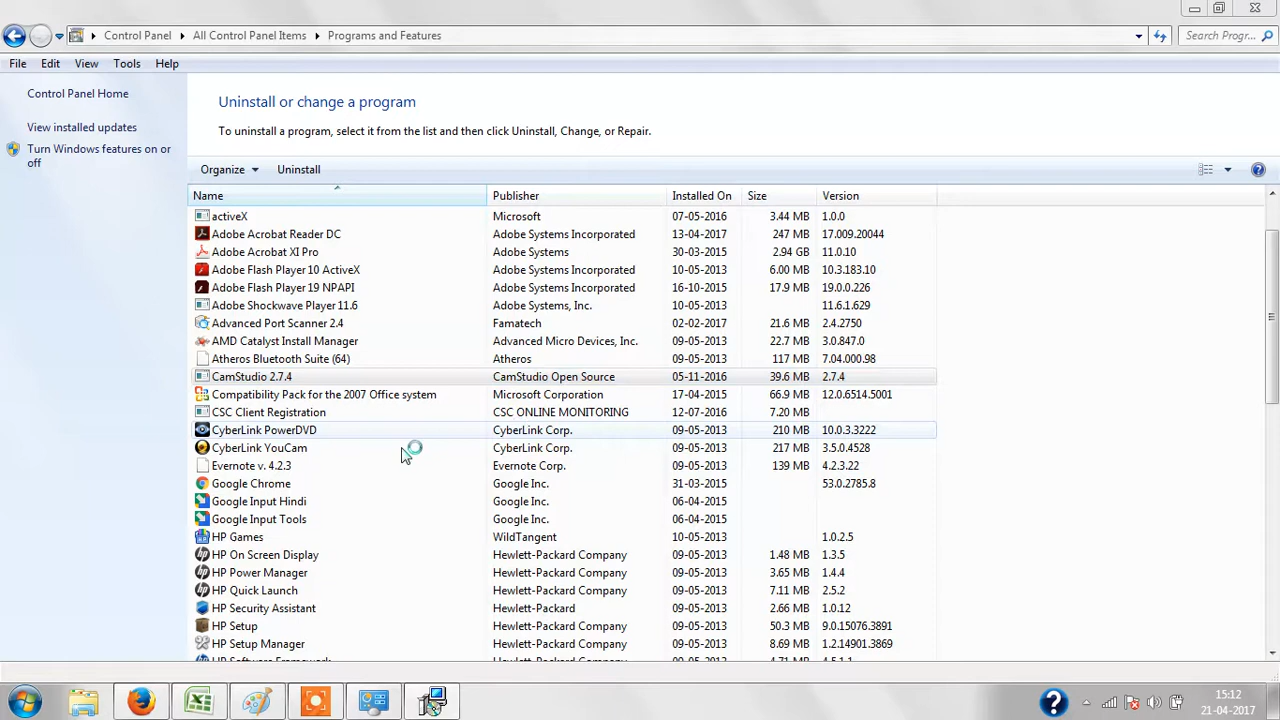 Control Panel All Control Panel Items Programs and Features Search Progr...
File Edit View Tools Help
Control Panel Home
View installed updates
Turn Windows features on or
off
Uninstall or change a program
To uninstall a program, select it from the list and then click Uninstall, Change, or Repair.
Organize Uninstall
Name Publisher Installed On Size Version
activeX Microsoft 07-05-2016 3.44 MB 1.0.0
Adobe Acrobat Reader DC Adobe Systems Incorporated 13-04-2017 247 MB 17.009.20044
Adobe Acrobat XI Pro Adobe Systems 30-03-2015 2.94 GB 11.0.10
Adobe Flash Player 10 ActiveX Adobe Systems Incorporated 10-05-2013 6.00 MB 10.3.183.10
Adobe Flash Player 19 NPAPI Adobe Systems Incorporated 16-10-2015 17.9 MB 19.0.0.226
Adobe Shockwave Player 11.6 Adobe Systems, Inc. 10-05-2013 11.6.1.629
Advanced Port Scanner 2.4 Famatech 02-02-2017 21.6 MB 2.4.2750
AMD Catalyst Install Manager Advanced Micro Devices, Inc. 09-05-2013 22.7 MB 3.0.847.0
Atheros Bluetooth Suite (64) Atheros 09-05-2013 117 MB 7.04.000.98
CamStudio 2.7.4 CamStudio Open Source 05-11-2016 39.6 MB 2.7.4
Compatibility Pack for the 2007 Office system Microsoft Corporation 17-04-2015 66.9 MB 12.0.6514.5001
CSC Client Registration CSC ONLINE MONITORING 12-07-2016 7.20 MB
CyberLink PowerDVD CyberLink Corp. 09-05-2013 210 MB 10.0.3.3222
CyberLink YouCam CyberLink Corp. 09-05-2013 217 MB 3.5.0.4528
Evernote v. 4.2.3 Evernote Corp. 09-05-2013 139 MB 4.2.3.22
Google Chrome Google Inc. 31-03-2015 53.0.2785.8
Google Input Hindi Google Inc. 06-04-2015
Google Input Tools Google Inc. 06-04-2015
HP Games WildTangent 10-05-2013 1.0.2.5
HP On Screen Display Hewlett-Packard Company 09-05-2013 1.48 MB 1.3.5
HP Power Manager Hewlett-Packard Company 09-05-2013 3.65 MB 1.4.4
HP Quick Launch Hewlett-Packard Company 09-05-2013 7.11 MB 2.5.2
HP Security Assistant Hewlett-Packard 09-05-2013 2.66 MB 1.0.12
HP Setup Hewlett-Packard Company 09-05-2013 50.3 MB 9.0.15076.3891
HP Setup Manager Hewlett-Packard Company 09-05-2013 8.69 MB 1.2.14901.3869
HP Software Framework Hewlett-Packard Company 09-05-2013 4.71 MB 4.5.1.1
15:12
21-04-2017